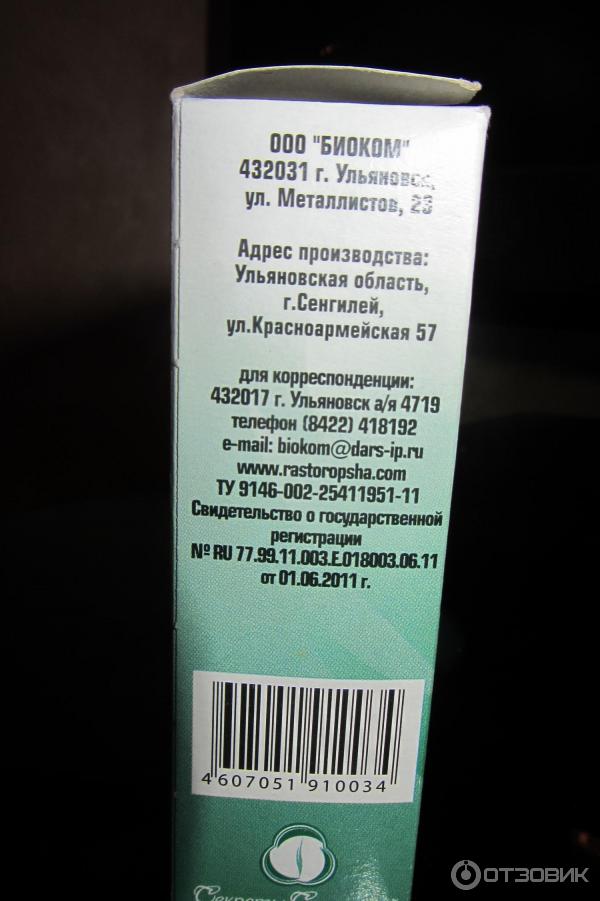 ООО "БИОКОМ"
432031 г. Ульяновск,
ул. Металлистов, 23
Адрес производства:
Ульяновская область,
г.Сенгилей,
ул.Красноармейская 57
для корреспонденции:
432017 г. Ульяновск а/я 4719
телефон (8422) 418192
e-mail: biokom@dars-ip.ru
www.rastoropsha.com
ТУ 9146-002-25411951-11
Свидетельство о государственной
регистрации
№ RU 77.99.11.003.Е.018003.06.11
от 01.06.2011 г.
4 607051 910034
Секреты
ОТЗОВИК